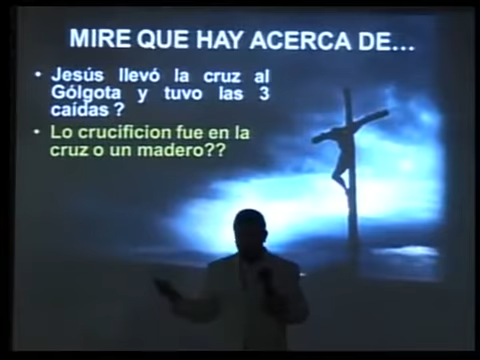 MIRE QUE HAY ACERCA DE...
• Jesús llevó la cruz al
Gólgota y tuvo las 3
caídas ?
• Lo crucificion fue en la
cruz o un madero??